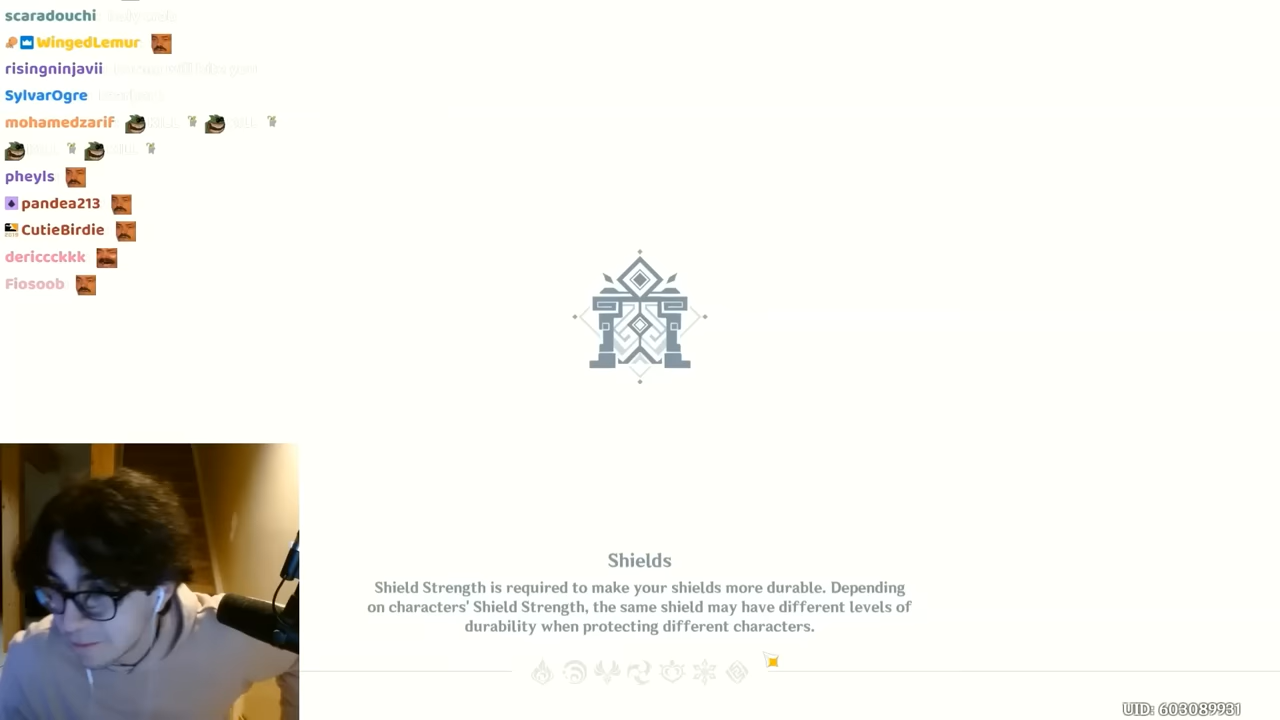 scaradouchi
WingedLemur
risingninjavii
SylvarOgre
mohamedzarif
pheyls
pandea213
CutieBirdie
dericcckkk
Fiosoob
Shields
Shield Strength is required to make your shields more durable. Depending
on characters' Shield Strength, the same shield may have different levels of
durability when protecting different characters.
UID: 603089931